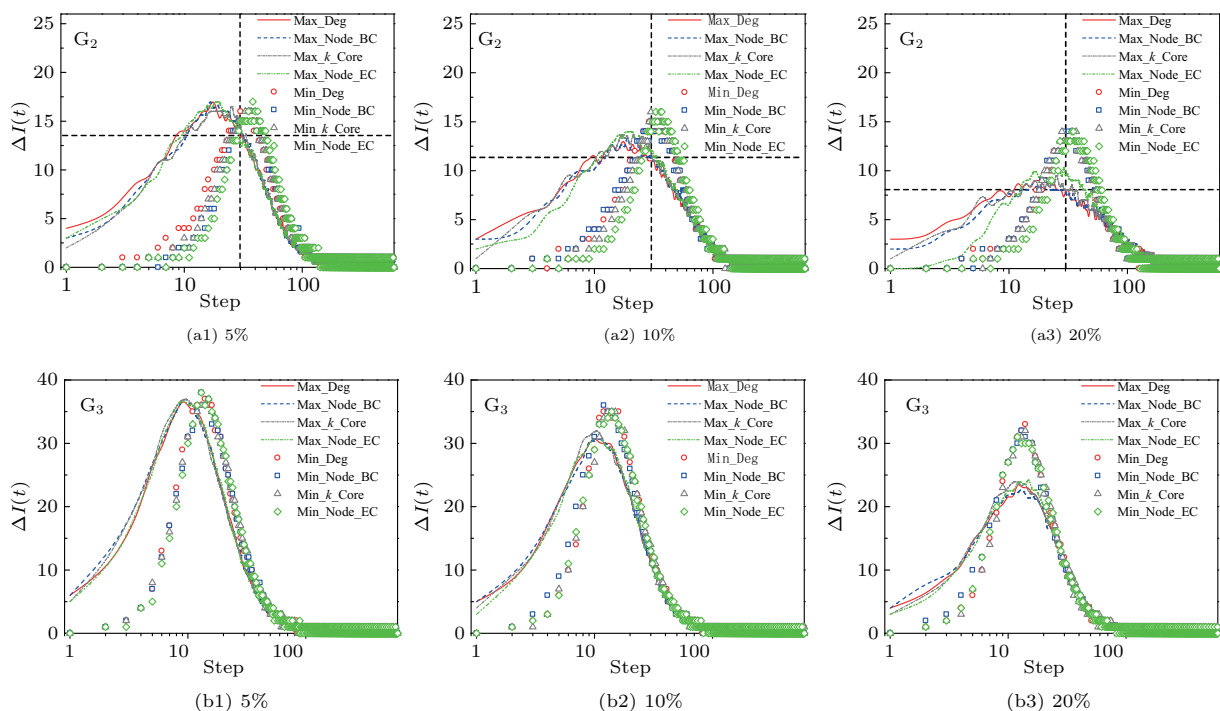 ΔI(t)
25
20
15
10
5
0
G2
Max_Deg
Max_Node_BC
Max_k_Core
Max_Node_EC
Min_Deg
Min_Node_BC
Min_k_Core
Min_Node_EC
1
10
100
Step
(a1) 5%
ΔI(t)
25
20
15
10
5
0
G2
Max_Deg
Max_Node_BC
Max_k_Core
Max_Node_EC
Min_Deg
Min_Node_BC
Min_k_Core
Min_Node_EC
1
10
100
Step
(a2) 10%
ΔI(t)
25
20
15
10
5
0
G2
Max_Deg
Max_Node_BC
Max_k_Core
Max_Node_EC
Min_Deg
Min_Node_BC
Min_k_Core
Min_Node_EC
1
10
100
Step
(a3) 20%
ΔI(t)
40
30
20
10
0
G3
Max_Deg
Max_Node_BC
Max_k_Core
Max_Node_EC
Min_Deg
Min_Node_BC
Min_k_Core
Min_Node_EC
1
10
100
Step
(b1) 5%
ΔI(t)
40
30
20
10
0
G3
Max_Deg
Max_Node_BC
Max_k_Core
Max_Node_EC
Min_Deg
Min_Node_BC
Min_k_Core
Min_Node_EC
1
10
100
Step
(b2) 10%
ΔI(t)
40
30
20
10
0
G3
Max_Deg
Max_Node_BC
Max_k_Core
Max_Node_EC
Min_Deg
Min_Node_BC
Min_k_Core
Min_Node_EC
1
10
100
Step
(b3) 20%